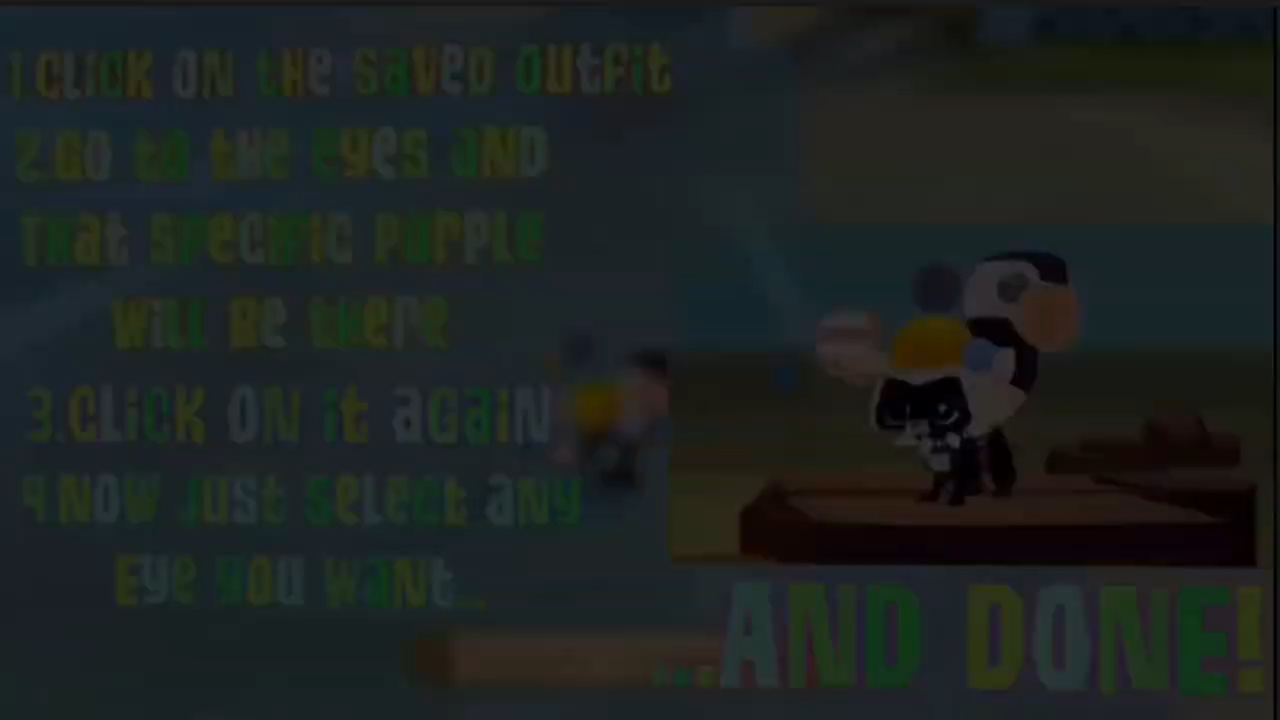 1.CLiCK ON tHe SaVeD OUtFit
2.GO tO tHe eyeS aND
THat SPeCiFiC PURPLe
WiLL Be tHeRe
3.CLiCK ON it aGaiN
4.NOW JUSt SeLeCt aNy
Eye yOU WaNt...
...AND DONE!